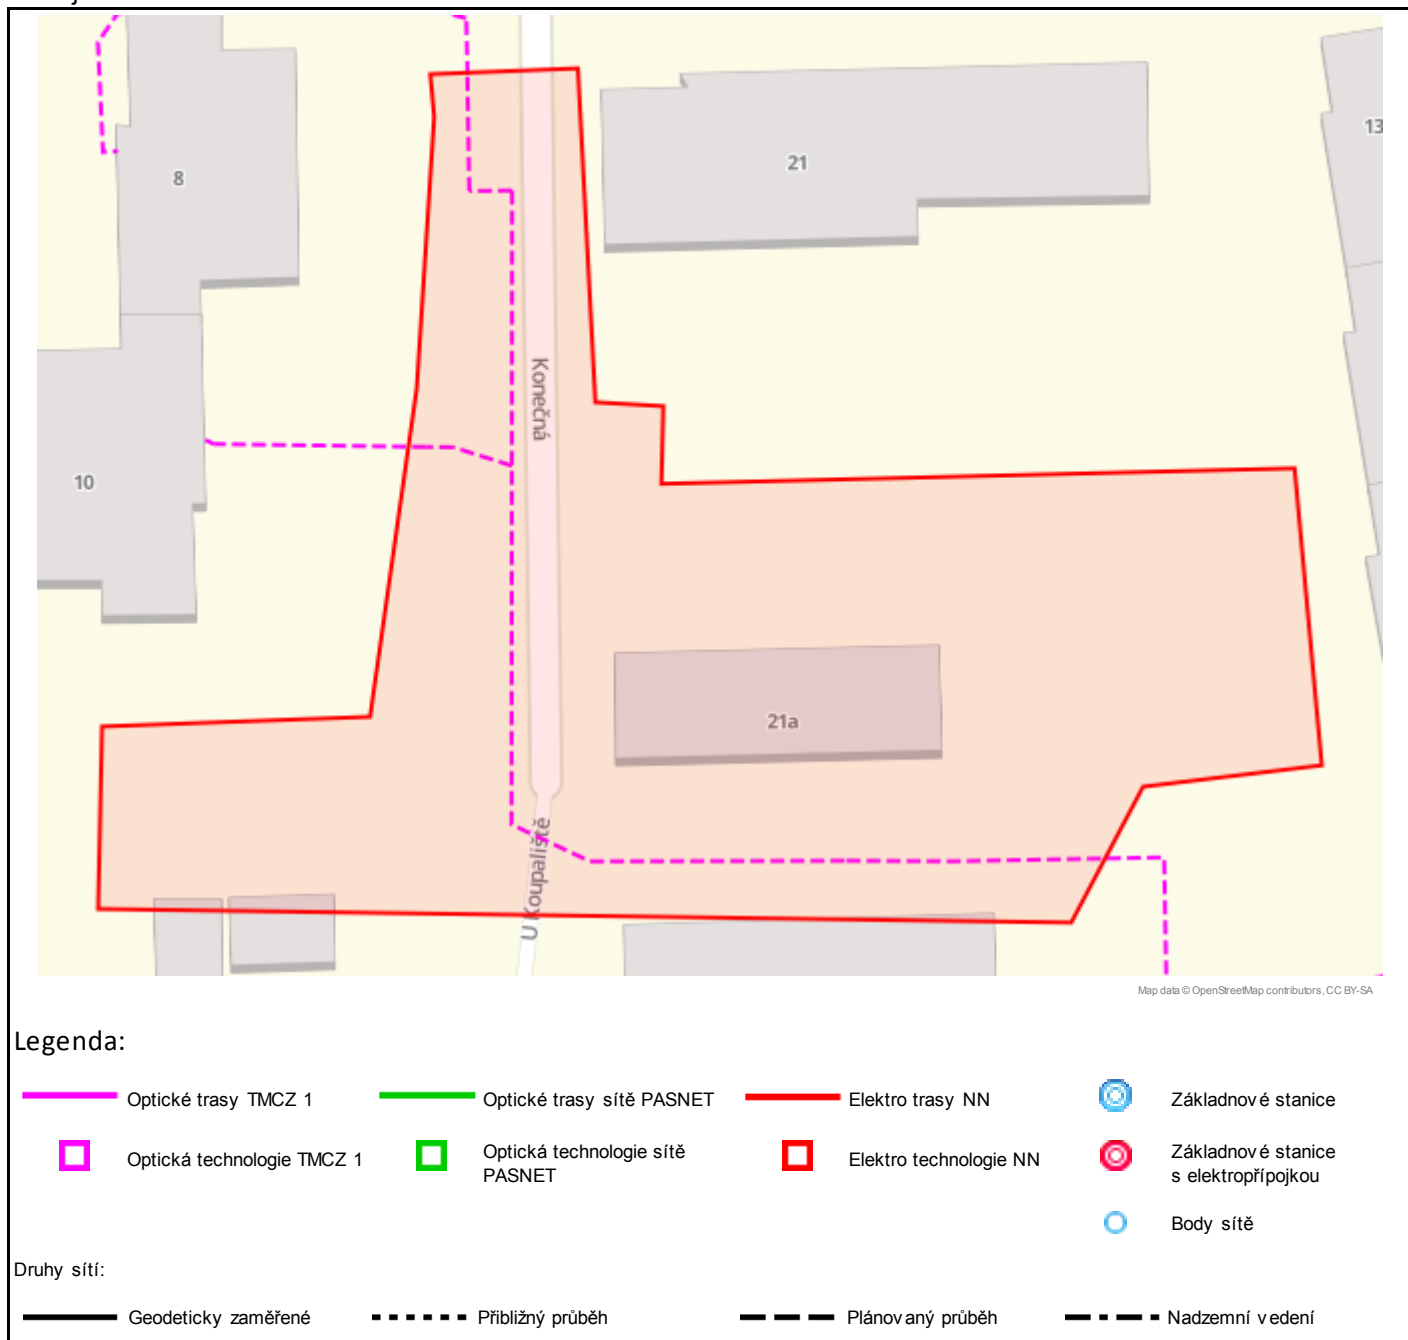 13
21
8
Konečná
10
21a
U Koupaliště
Map data © OpenStreetMap contributors, CC BY-SA
Legenda:
Optické trasy TMCZ 1
Optické trasy sítě PASNET
Elektro trasy NN
Základnové stanice
Optická technologie TMCZ 1
Optická technologie sítě
PASNET
Elektro technologie NN
Základnové stanice
s elektropřípojkou
Body sítě
Druhy sítí:
Geodeticky zaměřené
Přibližný průběh
Plánovaný průběh
Nadzemní vedení